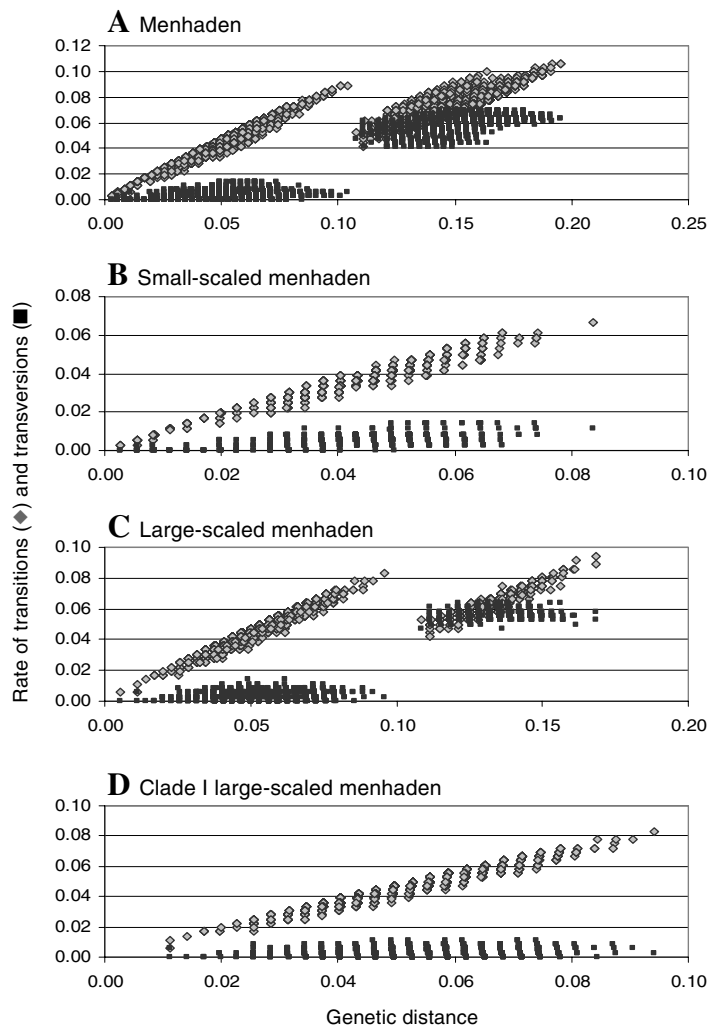 A Menhaden
0.12
0.10
0.08
0.06
0.04
0.02
0.00
0.00 0.05 0.10 0.15 0.20 0.25
B Small-scaled menhaden
0.08
0.06
0.04
0.02
0.00
0.00 0.02 0.04 0.06 0.08 0.10
C Large-scaled menhaden
0.10
0.08
0.06
0.04
0.02
0.00
0.00 0.05 0.10 0.15 0.20
D Clade I large-scaled menhaden
0.10
0.08
0.06
0.04
0.02
0.00
0.00 0.02 0.04 0.06 0.08 0.10
Genetic distance
Rate of transitions (◆) and transversions (■)